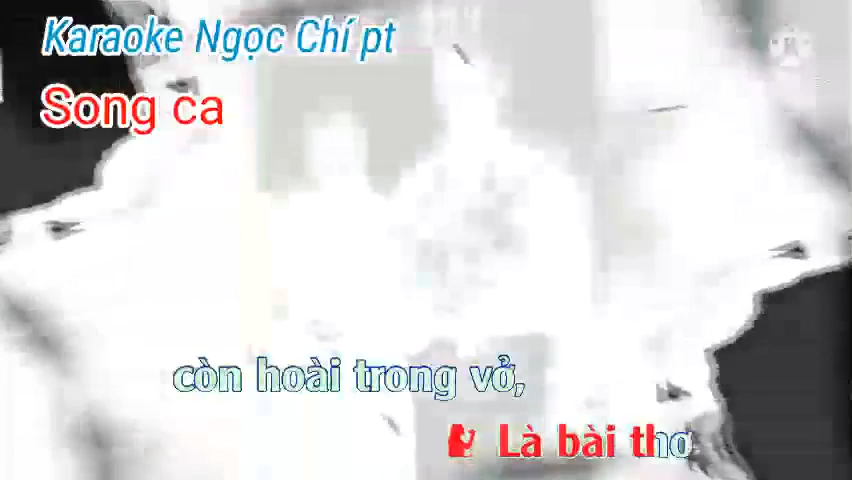 Karaoke Ngọc Chí pt
Song ca
còn hoài trong vở,
Là bài thơ